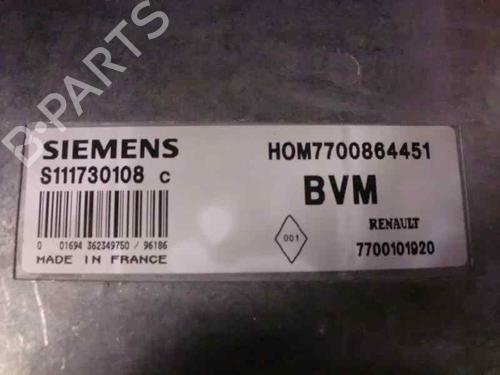 SIEMENS
S111730108 C
0 01694 362349750 / 96186
MADE IN FRANCE
HOM7700864451
BVM
001
RENAULT
7700101920
B-PARTS